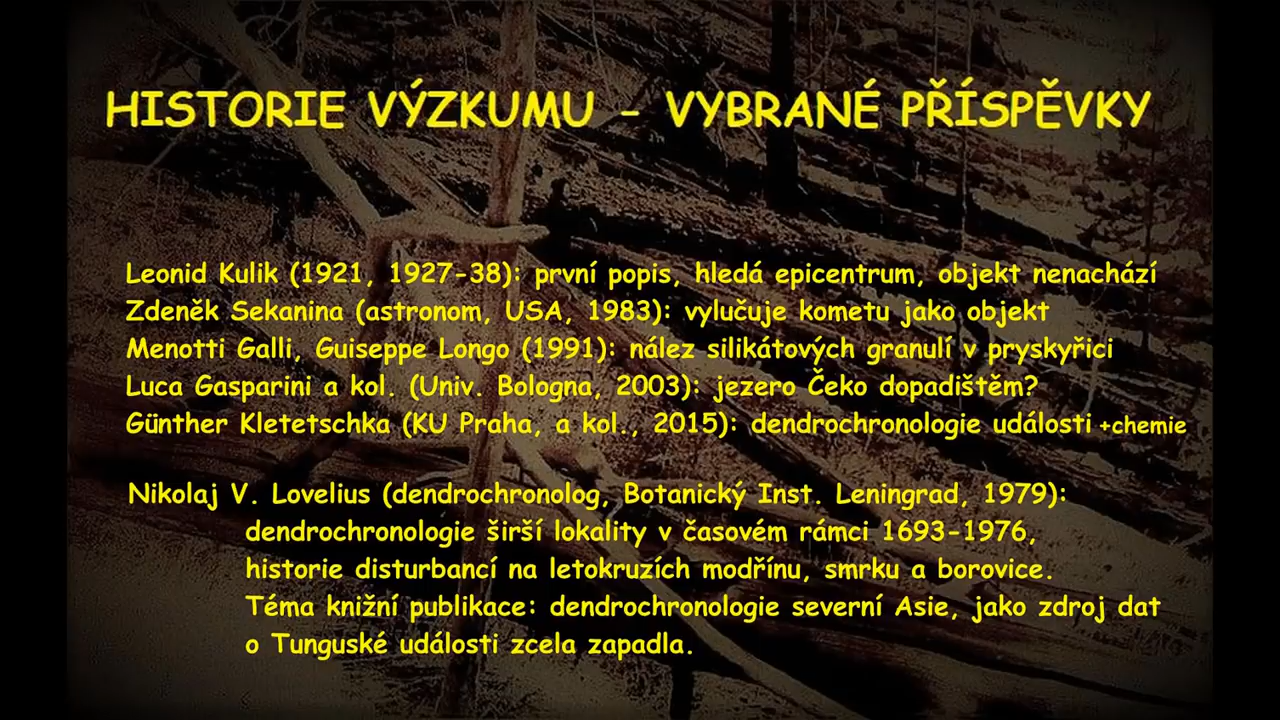 HISTORIE VÝZKUMU - VYBRANÉ PŘÍSPĚVKY
Leonid Kulik (1921, 1927-38): první popis, hledá epicentrum, objekt nenachází
Zdeněk Sekanina (astronom, USA, 1983): vylučuje kometu jako objekt
Menotti Galli, Guiseppe Longo (1991): nález silikátových granulí v pryskyřici
Luca Gasparini a kol. (Univ. Bologna, 2003): jezero Čeko dopadištěm?
Günther Kletetschka (KU Praha, a kol., 2015): dendrochronologie události +chemie
Nikolaj V. Lovelius (dendrochronolog, Botanický Inst. Leningrad, 1979):
dendrochronologie širší lokality v časovém rámci 1693-1976,
historie disturbancí na letokruzích modřínu, smrku a borovice.
Téma knižní publikace: dendrochronologie severní Asie, jako zdroj dat
o Tunguské události zcela zapadla.